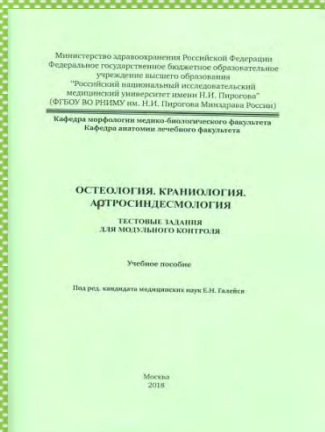 Министерство здравоохранения Российской Федерации
Федеральное государственное бюджетное образовательное
учреждение высшего образования
"Российский национальный исследовательский
медицинский университет имени Н.И. Пирогова"
(ФГБОУ ВО РНИМУ им. Н.И. Пирогова Минздрава России)
Кафедра морфологии медико-биологического факультета
Кафедра анатомии лечебного факультета
ОСТЕОЛОГИЯ. КРАНИОЛОГИЯ.
АРТРОСИНДЕСМОЛОГИЯ
ТЕСТОВЫЕ ЗАДАНИЯ
ДЛЯ МОДУЛЬНОГО КОНТРОЛЯ
Учебное пособие
Под ред. кандидата медицинских наук Е.Н. Галейся
Москва
2018